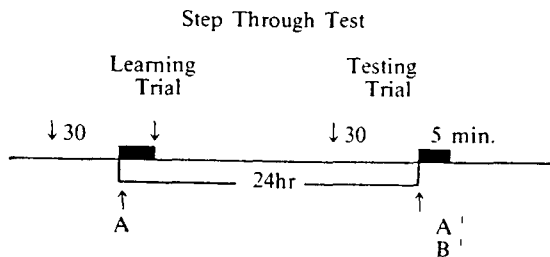 Step Through Test
Learning Testing
Trial Trial
↓30 ↓ ↓30 5 min.
24hr
↑ ↑
A A'
B'